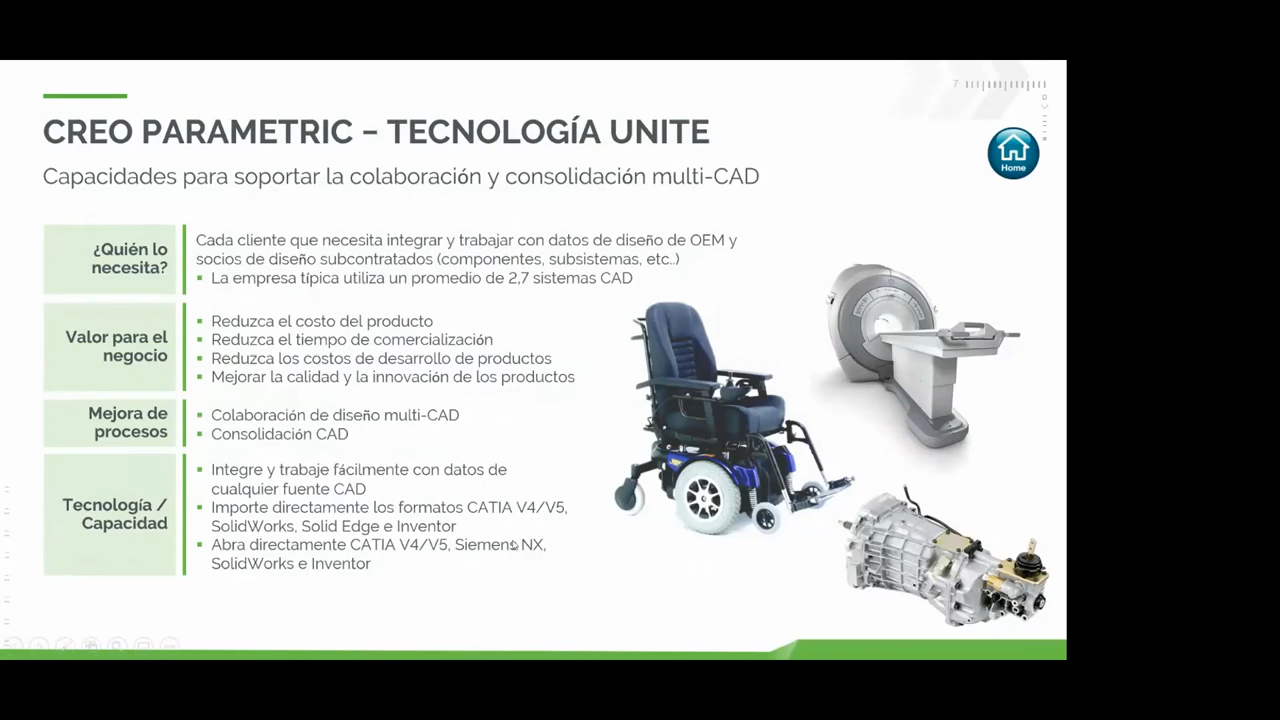 7
CREO PARAMETRIC – TECNOLOGÍA UNITE
Home
Capacidades para soportar la colaboración y consolidación multi-CAD
¿Quién lo
necesita?
Cada cliente que necesita integrar y trabajar con datos de diseño de OEM y
socios de diseño subcontratados (componentes, subsistemas, etc..)
▪ La empresa típica utiliza un promedio de 2,7 sistemas CAD
Valor para el
negocio
▪ Reduzca el costo del producto
▪ Reduzca el tiempo de comercialización
▪ Reduzca los costos de desarrollo de productos
▪ Mejorar la calidad y la innovación de los productos
Mejora de
procesos
▪ Colaboración de diseño multi-CAD
▪ Consolidación CAD
Tecnología /
Capacidad
▪ Integre y trabaje fácilmente con datos de
cualquier fuente CAD
▪ Importe directamente los formatos CATIA V4/V5,
SolidWorks, Solid Edge e Inventor
▪ Abra directamente CATIA V4/V5, Siemens NX,
SolidWorks e Inventor